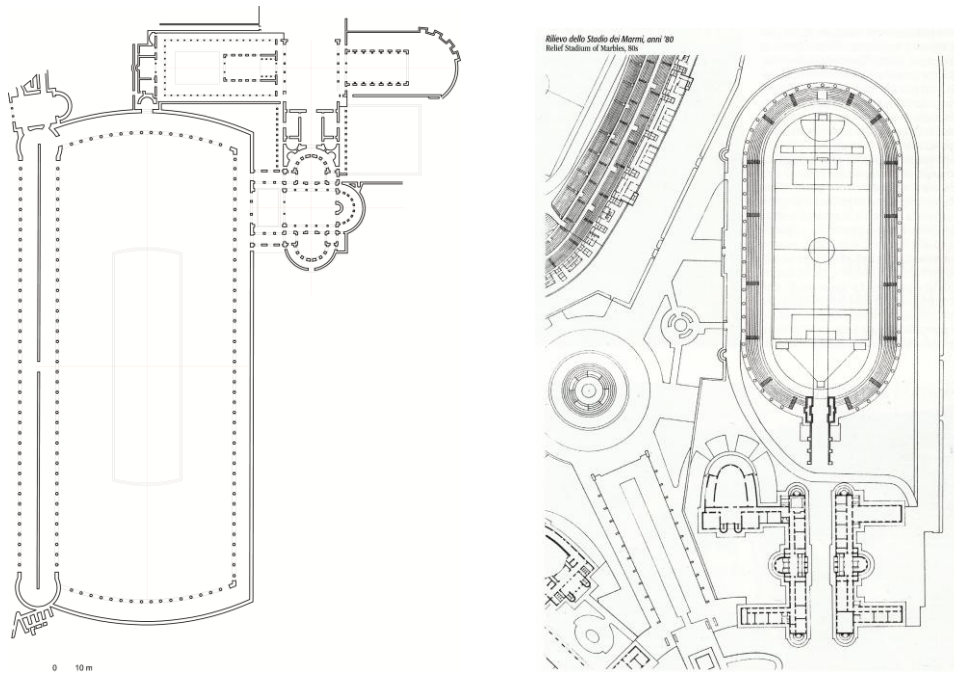 0 10 m
Rilievo dello Stadio dei Marmi, anni '80
Relief Stadium of Marbles, 80s